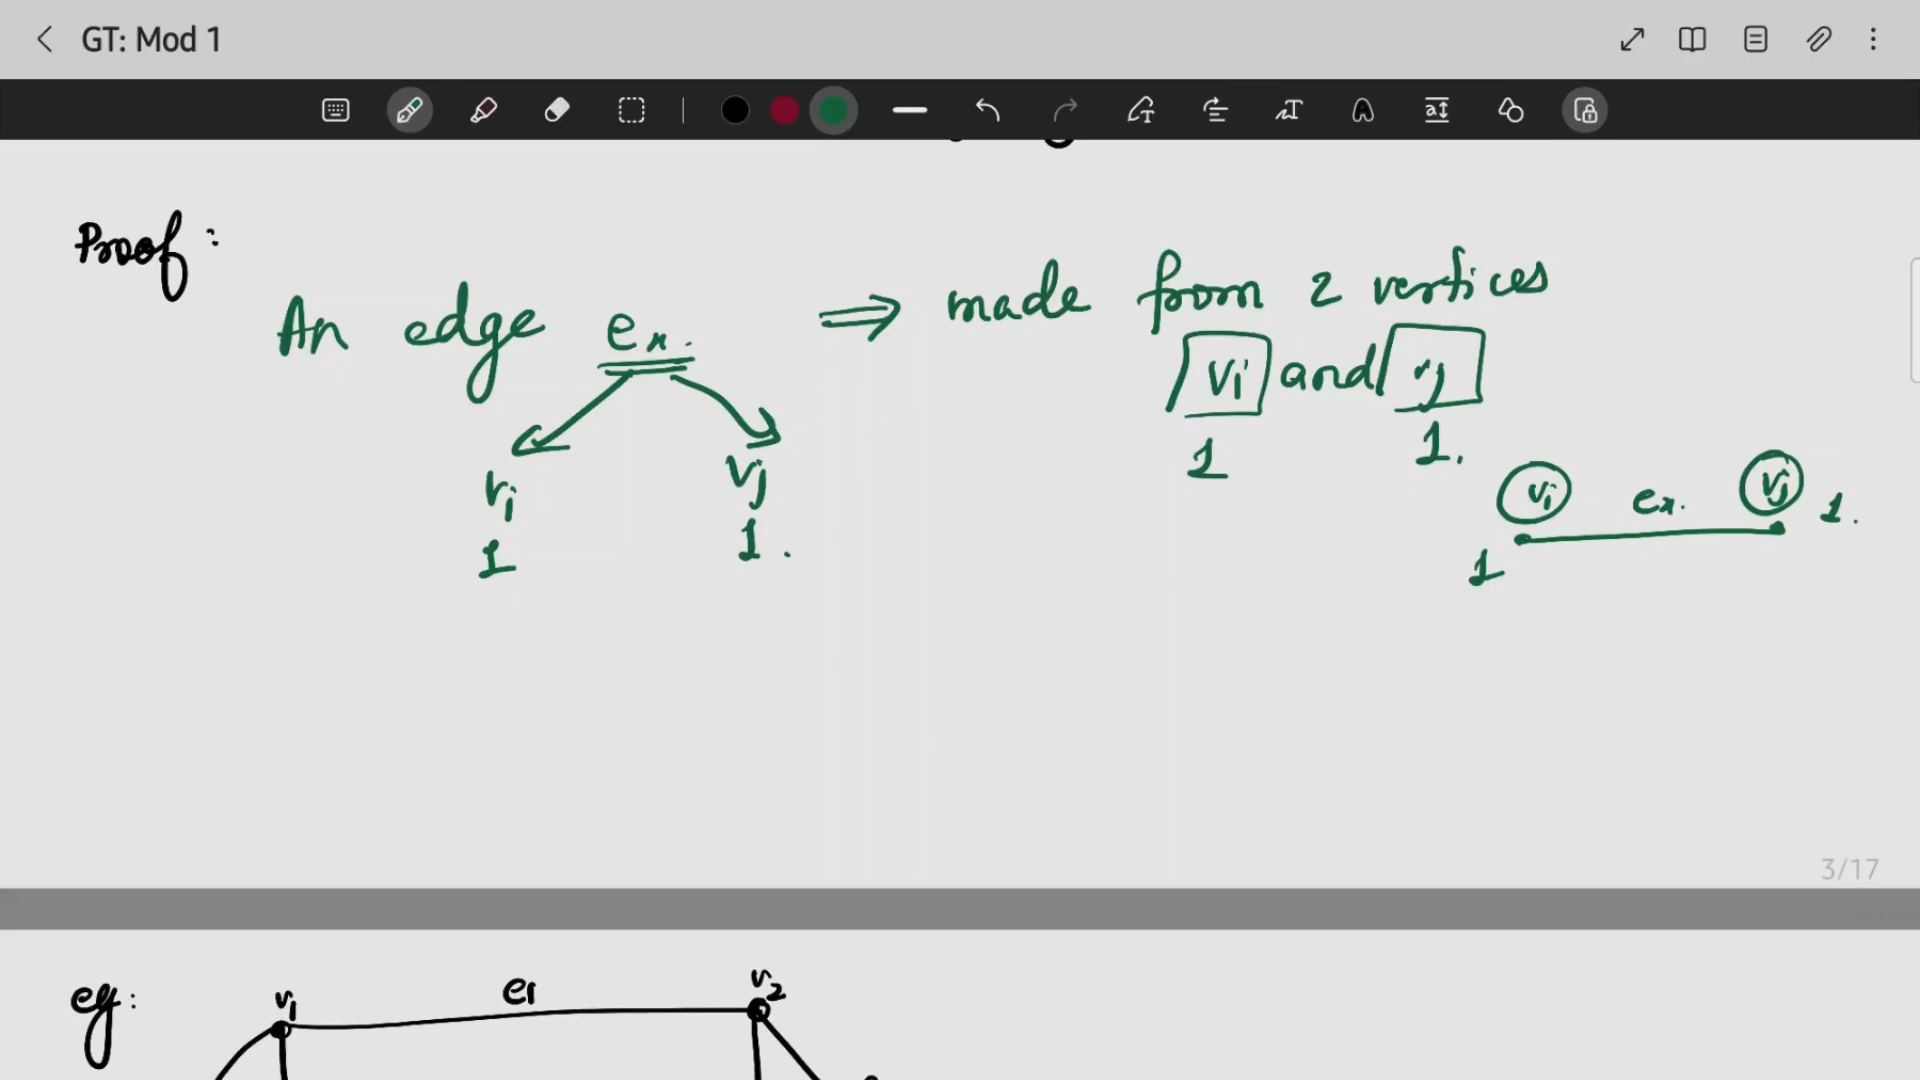 GT: Mod 1
Proof:
An edge ex. ⇒ made from 2 vertices
vi and vj
1 1.
vi vj
1 1.
vi ex. vj 1.
1
3/17
eg: v1 e1 v2